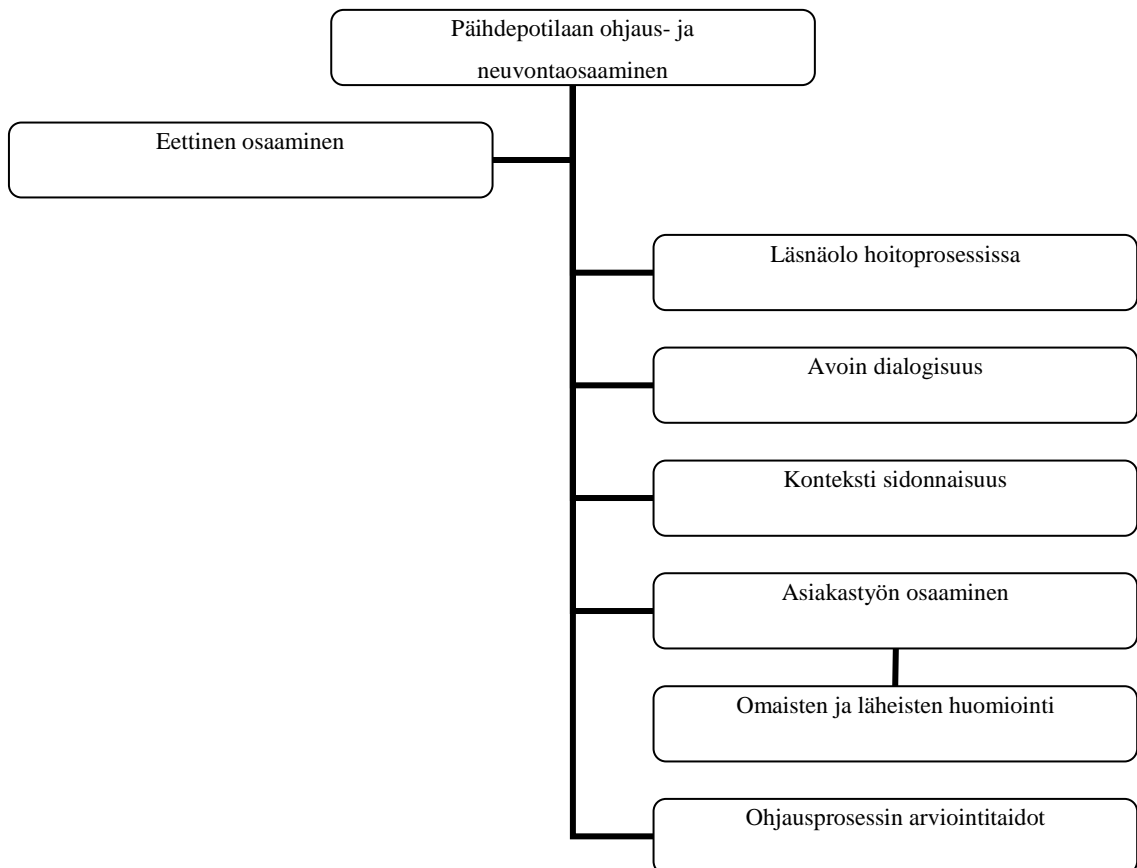 Päihdepotilaan ohjaus- ja
neuvontaosaaminen
Eettinen osaaminen
Läsnäolo hoitoprosessissa
Avoin dialogisuus
Konteksti sidonnaisuus
Asiakastyön osaaminen
Omaisten ja läheisten huomiointi
Ohjausprosessin arviointitaidot